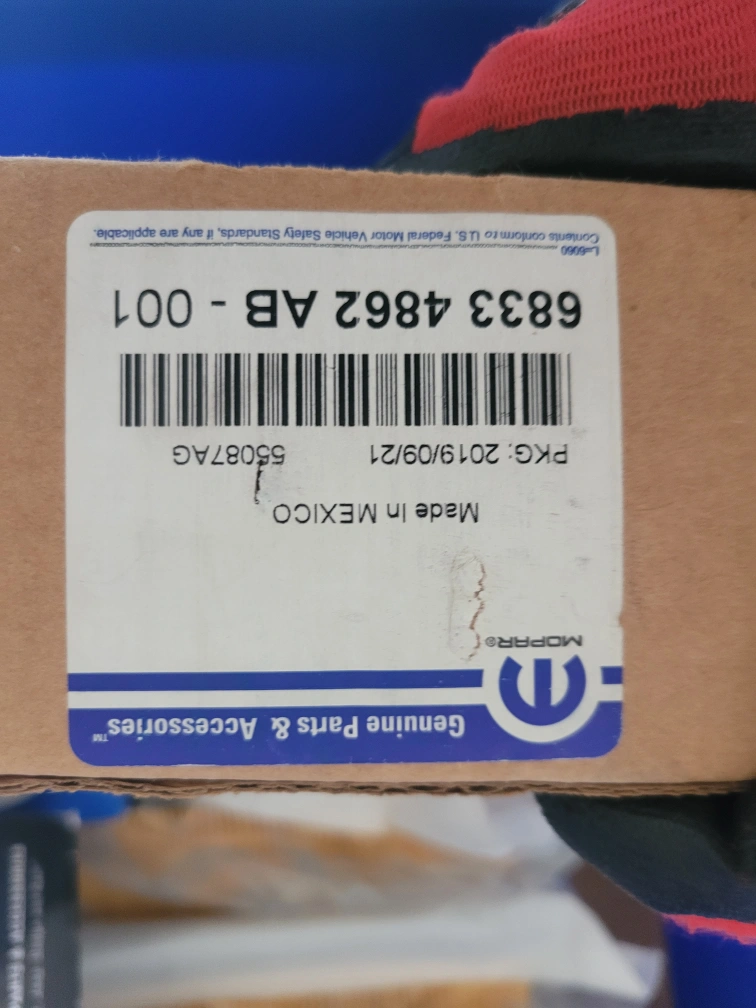 Genuine Parts & Accessories™
MOPAR®
Made In MEXICO
PKG: 2019/09/21 55087AG
6833 4862 AB - 001
L=6060
Contents conform to U.S. Federal Motor Vehicle Safety Standards, if any are applicable.